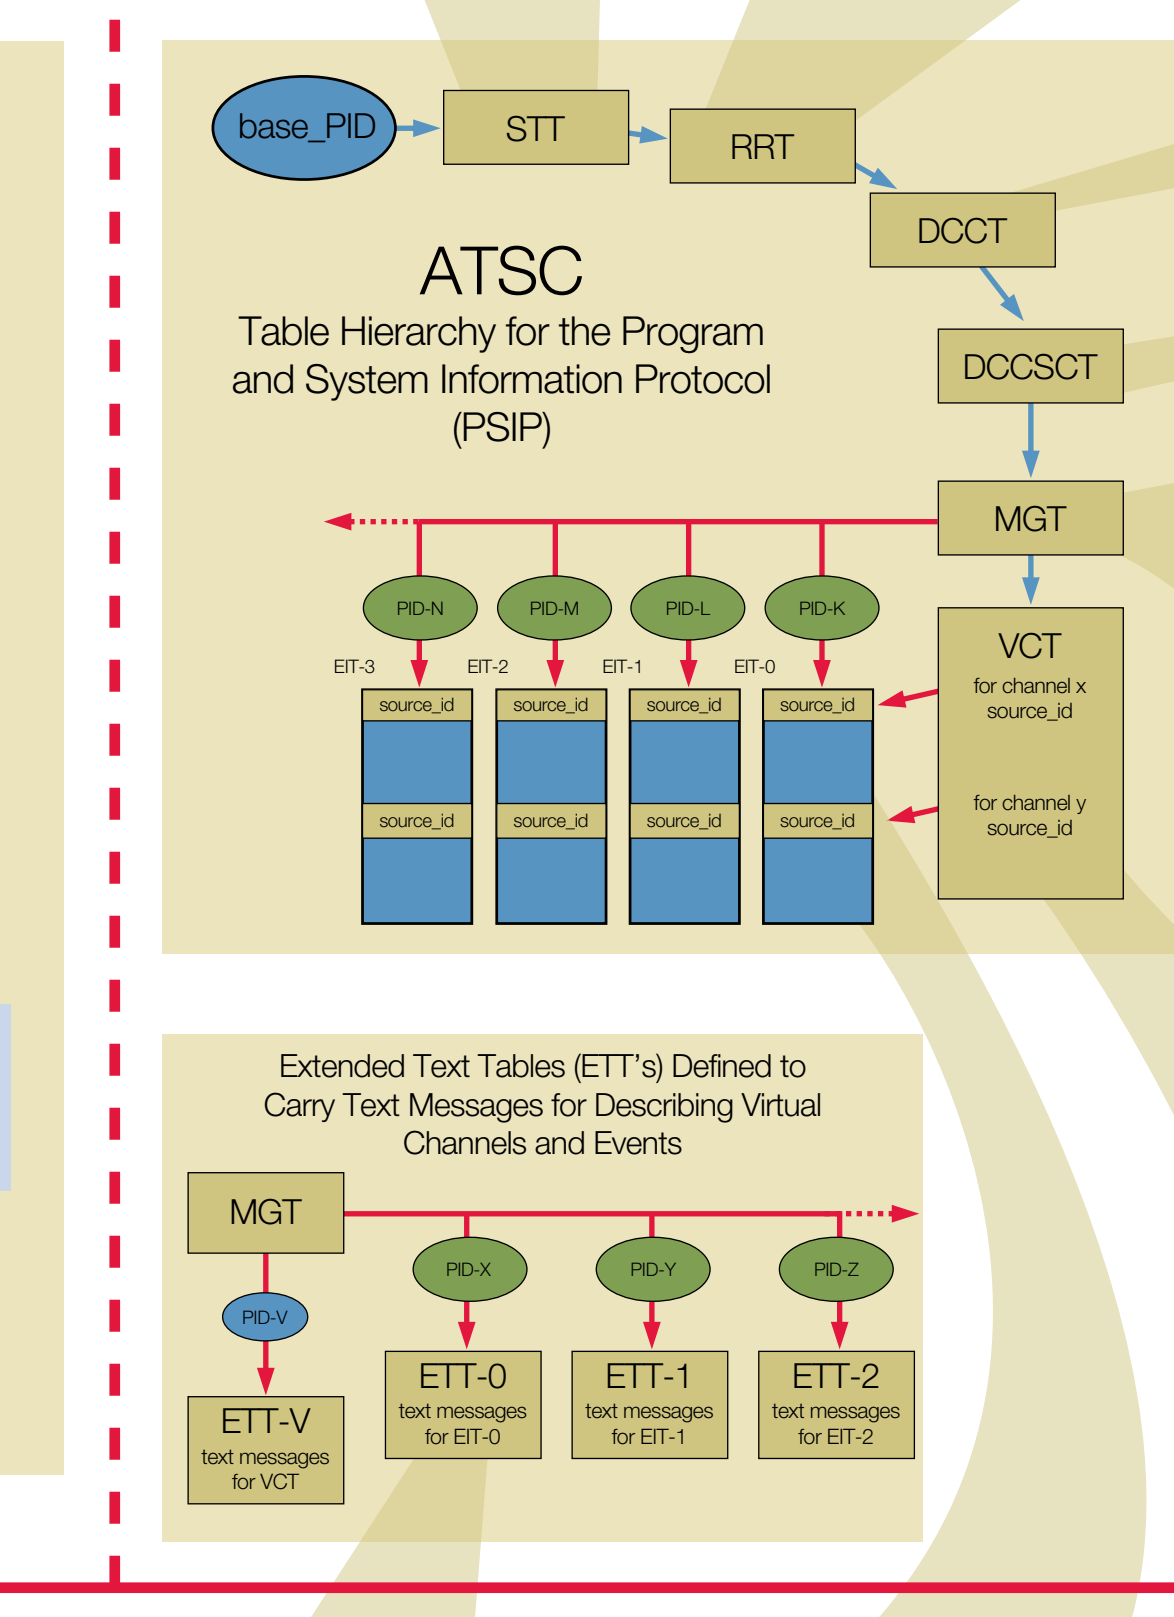 base_PID
STT
RRT
DCCT
ATSC
Table Hierarchy for the Program
and System Information Protocol
(PSIP)
DCCSCT
MGT
PID-N
PID-M
PID-L
PID-K
EIT-3
EIT-2
EIT-1
EIT-0
VCT
for channel x
source_id
source_id
source_id
source_id
source_id
for channel y
source_id
source_id
source_id
source_id
source_id
Extended Text Tables (ETT's) Defined to
Carry Text Messages for Describing Virtual
Channels and Events
MGT
PID-X
PID-Y
PID-Z
PID-V
ETT-0
text messages
for EIT-0
ETT-1
text messages
for EIT-1
ETT-2
text messages
for EIT-2
ETT-V
text messages
for VCT